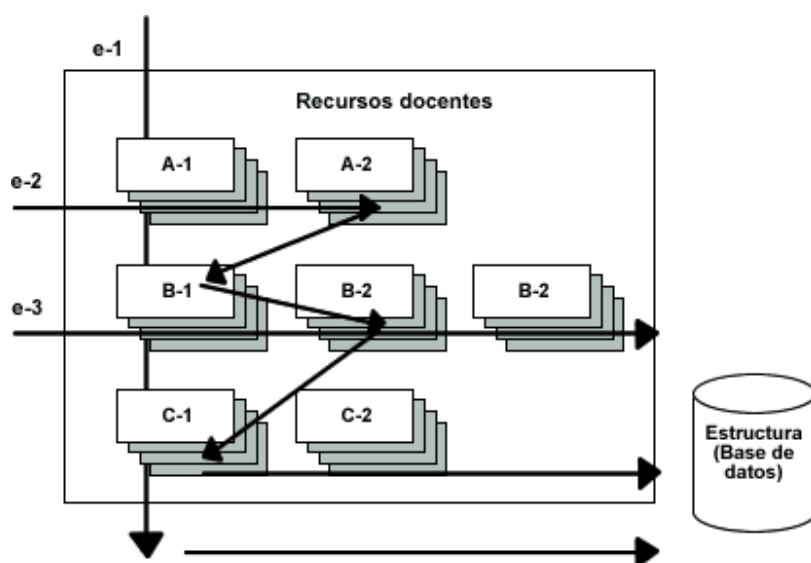 e-1
Recursos docentes
A-1
A-2
e-2
B-1
B-2
B-2
e-3
C-1
C-2
Estructura
(Base de
datos)